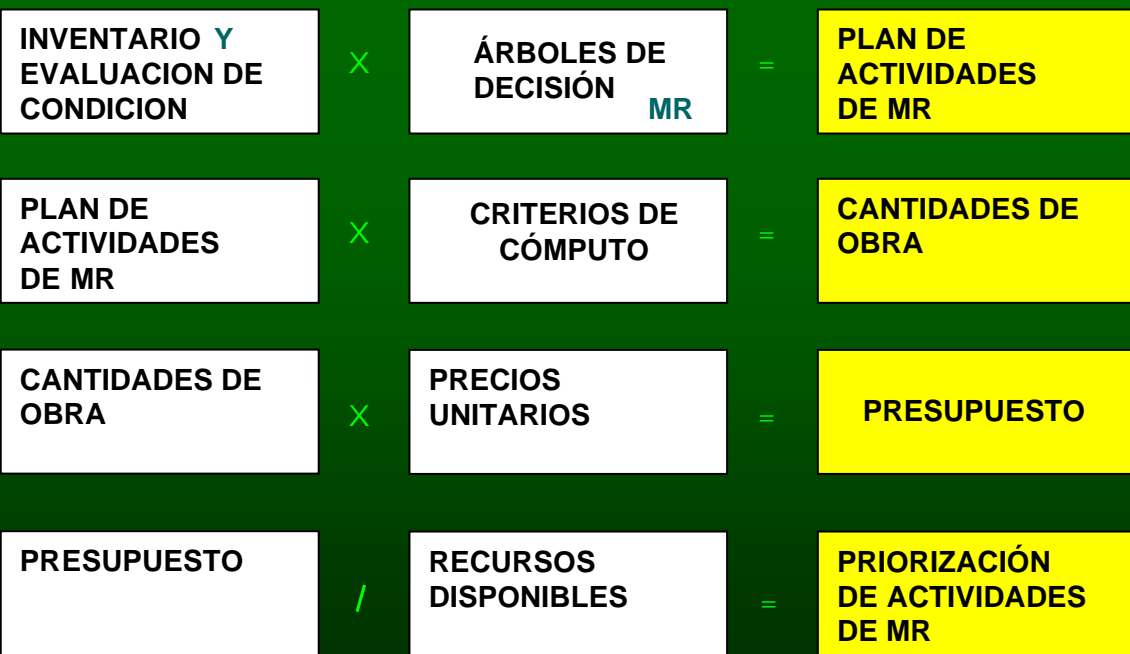 INVENTARIO Y
EVALUACION DE
CONDICION
X
ÁRBOLES DE
DECISIÓN
MR
=
PLAN DE
ACTIVIDADES
DE MR
PLAN DE
ACTIVIDADES
DE MR
X
CRITERIOS DE
CÓMPUTO
=
CANTIDADES DE
OBRA
CANTIDADES DE
OBRA
X
PRECIOS
UNITARIOS
=
PRESUPUESTO
PRESUPUESTO
/
RECURSOS
DISPONIBLES
=
PRIORIZACIÓN
DE ACTIVIDADES
DE MR